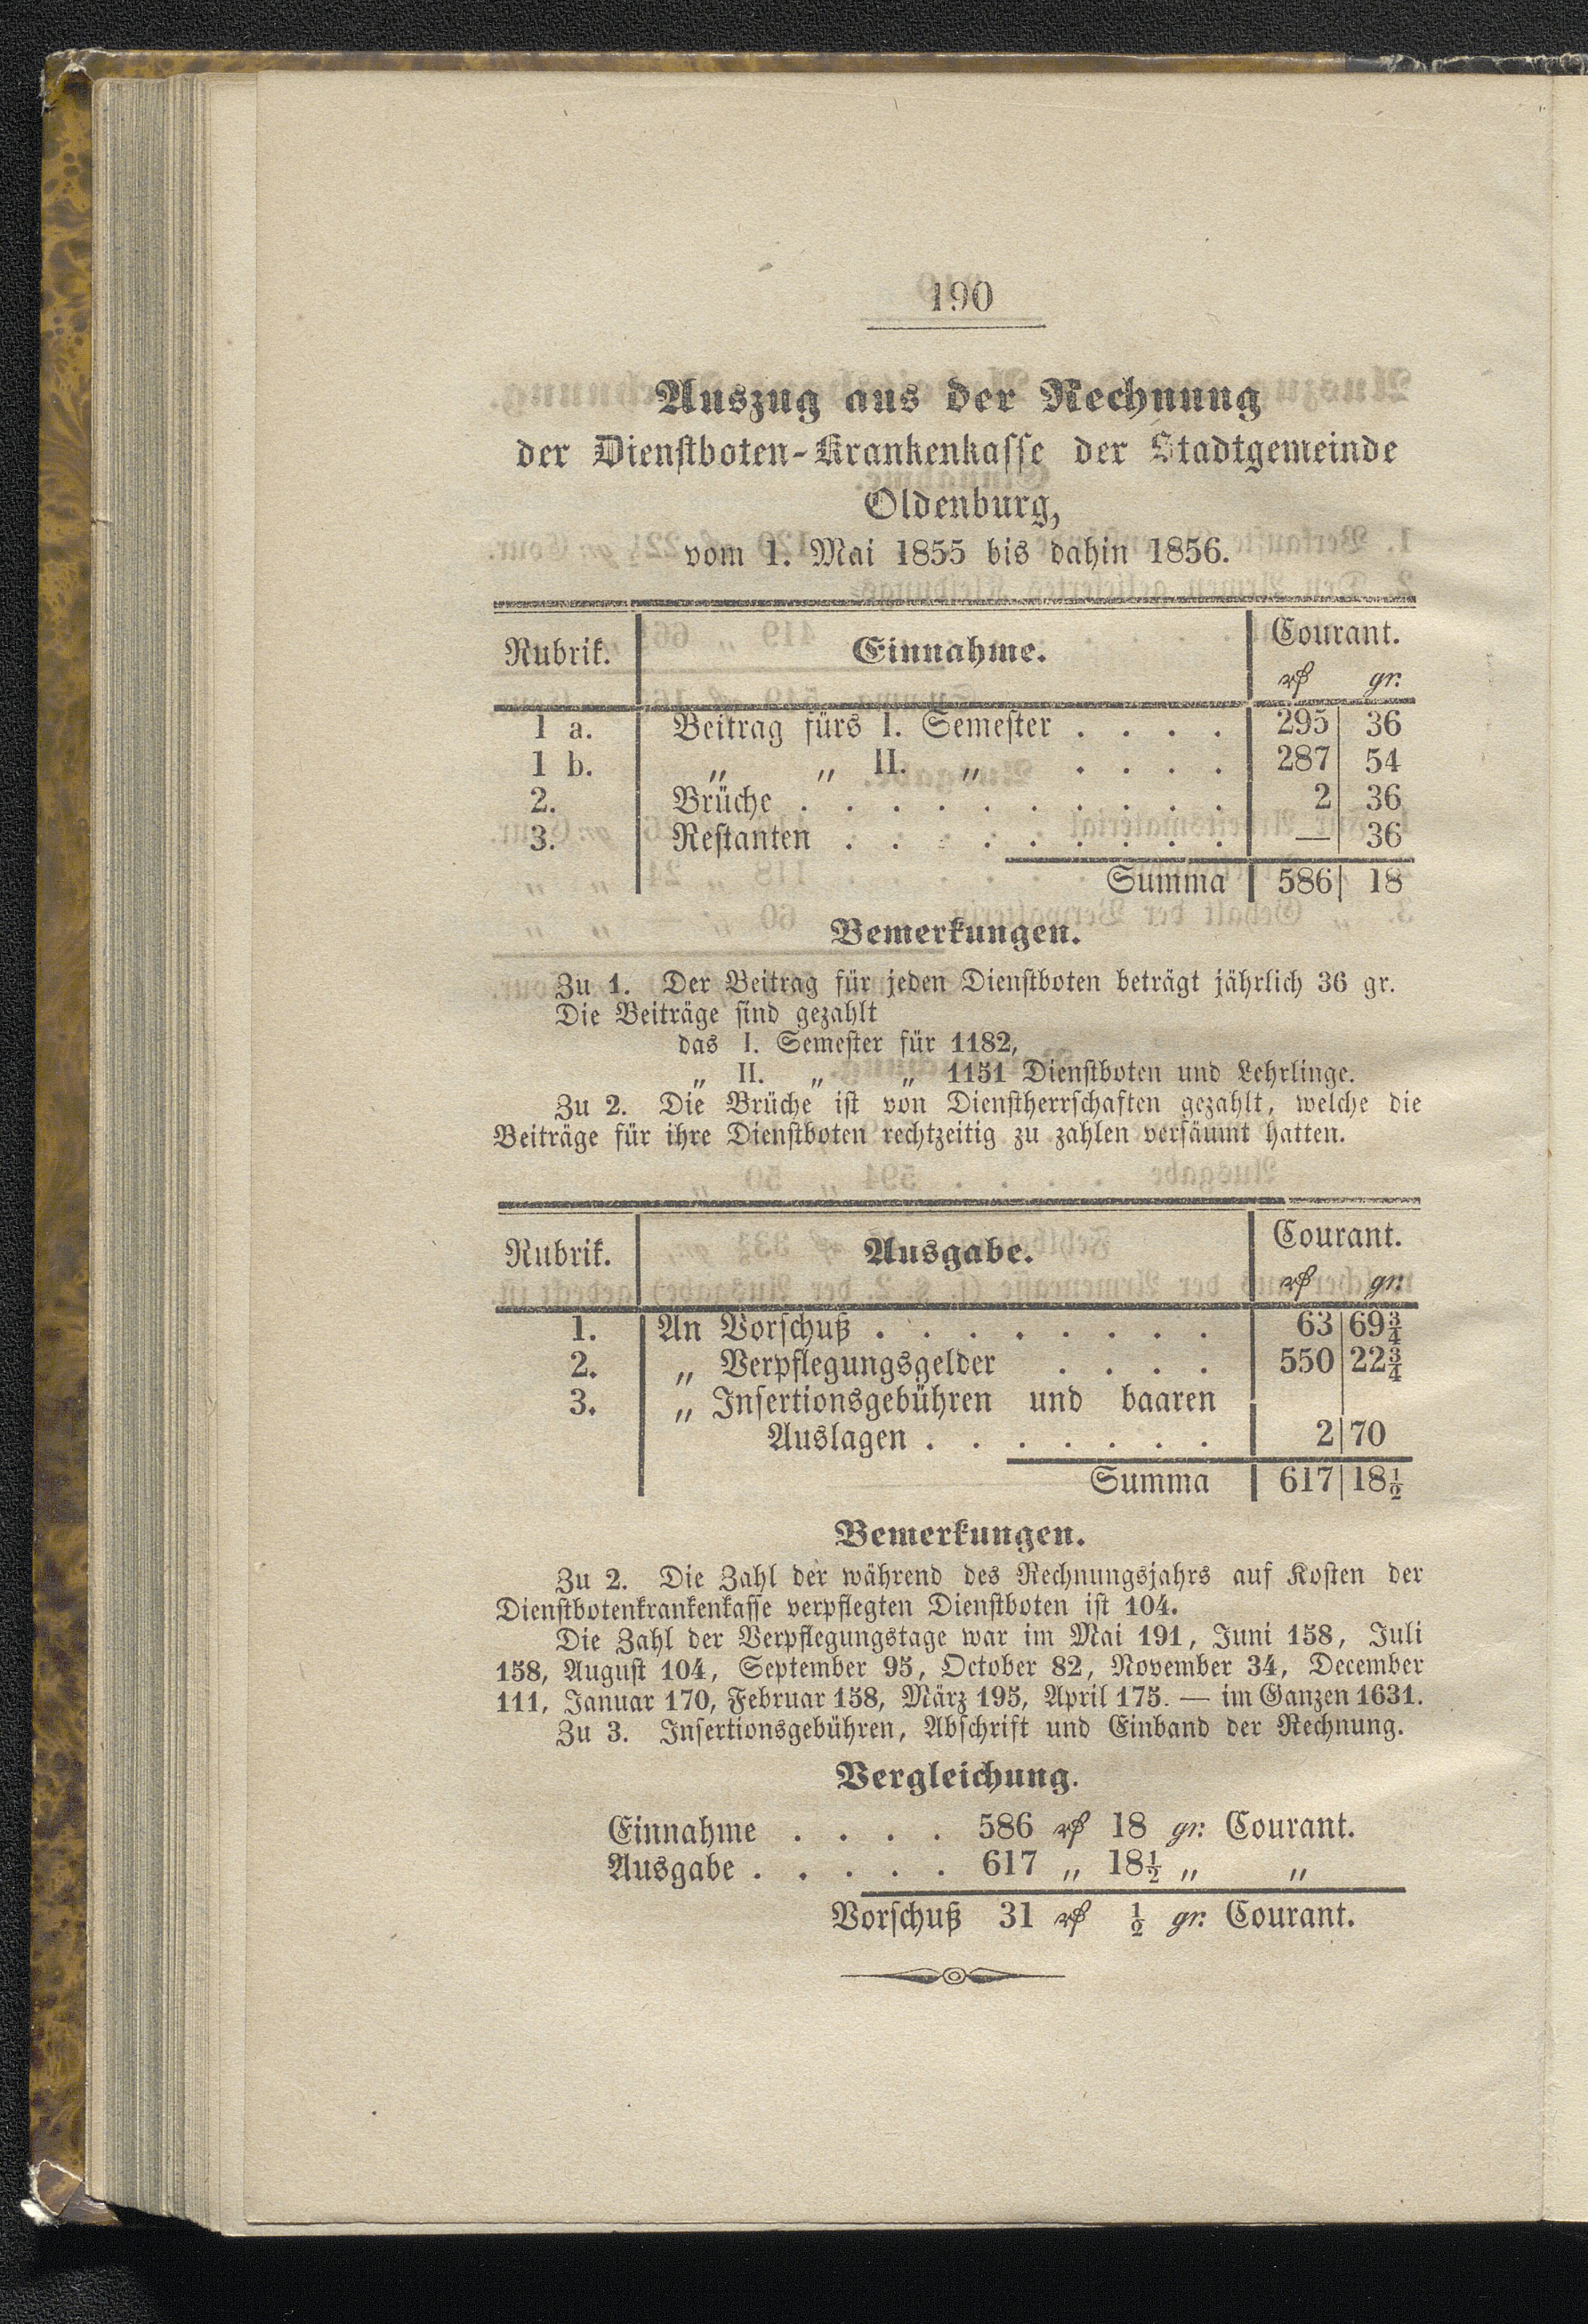 190
Auszug aus der Rechnung
der Dienstboten-Krankenkasse der Stadtgemeinde
Oldenburg,
vom 1. Mai 1855 bis dahin 1856.
Rubrik. Einnahme. Courant.
₰ gr.
1 a. Beitrag fürs I. Semester . . . . 295 36
1 b. „ „ II. „ . . . . 287 54
2. Brüche . . . . . . . . . . 2 36
3. Restanten . . . . . . . . . — 36
Summa 586 18
Bemerkungen.
Zu 1. Der Beitrag für jeden Dienstboten beträgt jährlich 36 gr.
Die Beiträge sind gezahlt
das I. Semester für 1182,
„ II. „ „ 1151 Dienstboten und Lehrlinge.
Zu 2. Die Brüche ist von Dienstherrschaften gezahlt, welche die
Beiträge für ihre Dienstboten rechtzeitig zu zahlen versäumt hatten.
Rubrik. Ausgabe. Courant.
₰ gr.
1. An Vorschuß . . . . . . . . 63 69¾
2. „ Verpflegungsgelder . . . . 550 22¾
3. „ Insertionsgebühren und baaren
Auslagen . . . . . . . 2 70
Summa 617 18½
Bemerkungen.
Zu 2. Die Zahl der während des Rechnungsjahrs auf Kosten der
Dienstbotenkrankenkasse verpflegten Dienstboten ist 104.
Die Zahl der Verpflegungstage war im Mai 191, Juni 158, Juli
158, August 104, September 95, October 82, November 34, December
111, Januar 170, Februar 158, März 195, April 175. — im Ganzen 1631.
Zu 3. Insertionsgebühren, Abschrift und Einband der Rechnung.
Vergleichung.
Einnahme . . . . 586 ₰ 18 gr. Courant.
Ausgabe . . . . . 617 „ 18½ „ „
Vorschuß 31 ₰ ½ gr. Courant.